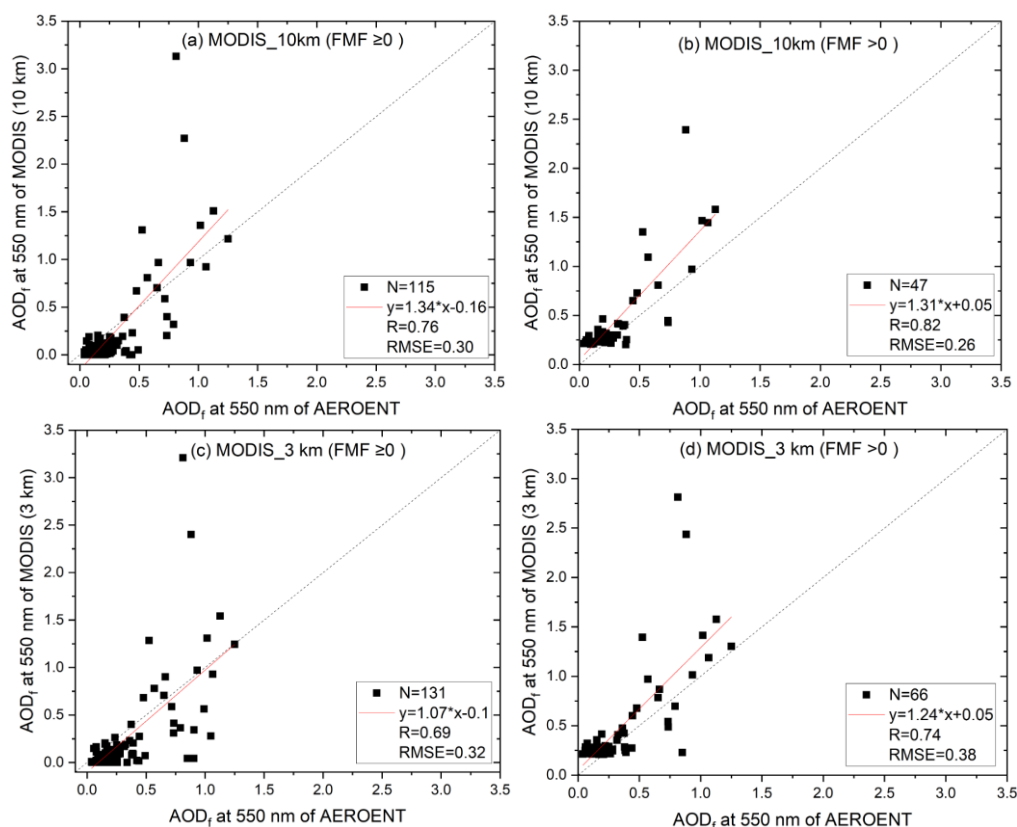 (a) MODIS_10km (FMF ≥0 )
AODf at 550 nm of MODIS (10 km)
3.5
3.0
2.5
2.0
1.5
1.0
0.5
0.0
N=115
y=1.34*x-0.16
R=0.76
RMSE=0.30
0.0 0.5 1.0 1.5 2.0 2.5 3.0 3.5
AODf at 550 nm of AEROENT
(b) MODIS_10km (FMF >0 )
AODf at 550 nm of MODIS (10 km)
3.5
3.0
2.5
2.0
1.5
1.0
0.5
0.0
N=47
y=1.31*x+0.05
R=0.82
RMSE=0.26
0.0 0.5 1.0 1.5 2.0 2.5 3.0 3.5
AODf at 550 nm of AEROENT
(c) MODIS_3 km (FMF ≥0 )
AODf at 550 nm of MODIS (3 km)
3.5
3.0
2.5
2.0
1.5
1.0
0.5
0.0
N=131
y=1.07*x-0.1
R=0.69
RMSE=0.32
0.0 0.5 1.0 1.5 2.0 2.5 3.0 3.5
AODf at 550 nm of AEROENT
(d) MODIS_3 km (FMF >0 )
AODf at 550 nm of MODIS (3 km)
3.5
3.0
2.5
2.0
1.5
1.0
0.5
0.0
N=66
y=1.24*x+0.05
R=0.74
RMSE=0.38
0.0 0.5 1.0 1.5 2.0 2.5 3.0 3.5
AODf at 550 nm of AEROENT